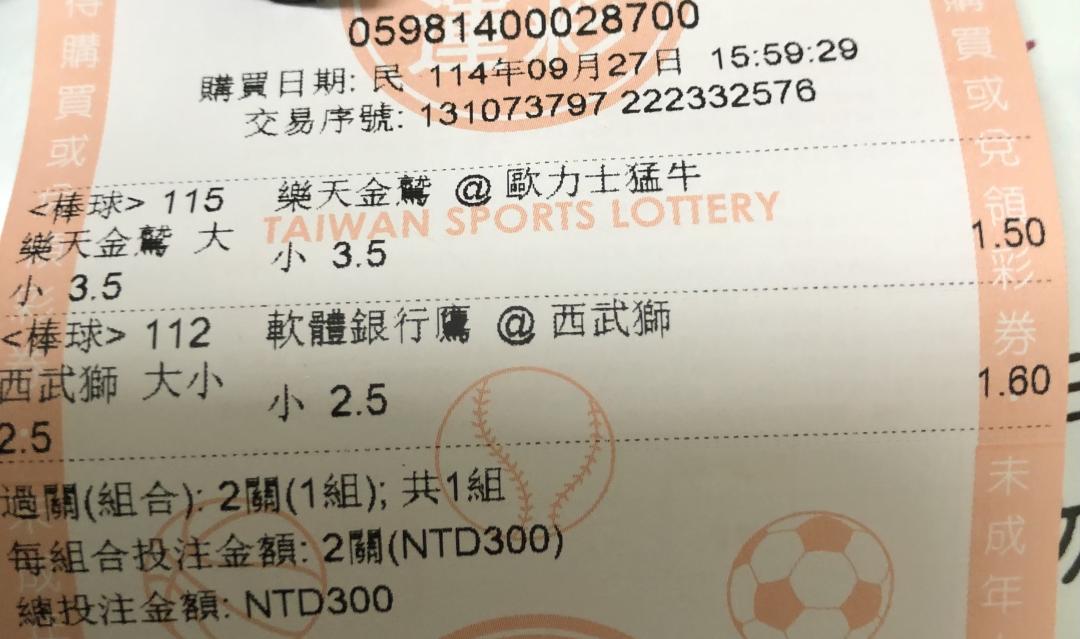 05981400028700
購買日期: 民 114年09月27日 15:59:29
交易序號: 131073797 222332576
<棒球> 115 樂天金鷲 @ 歐力士猛牛
TAIWAN SPORTS LOTTERY
樂天金鷲 大 小 3.5 1.50
小 3.5
<棒球> 112 軟體銀行鷹 @ 西武獅
西武獅 大小 小 2.5 1.60
2.5
過關(組合): 2關(1組); 共1組
每組合投注金額: 2關(NTD300)
總投注金額: NTD300
得購買或
購買或兌領彩券.未成年